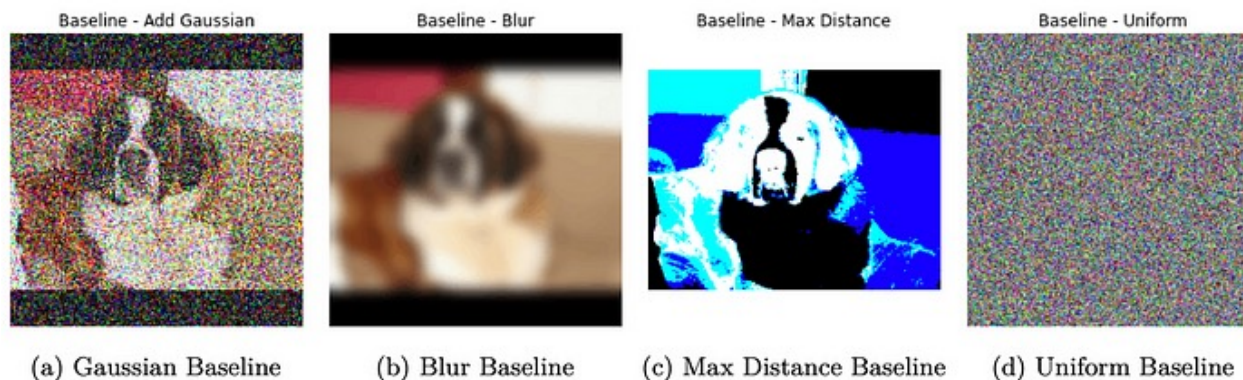 Baseline - Add Gaussian
Baseline - Blur
Baseline - Max Distance
Baseline - Uniform
(a) Gaussian Baseline
(b) Blur Baseline
(c) Max Distance Baseline
(d) Uniform Baseline